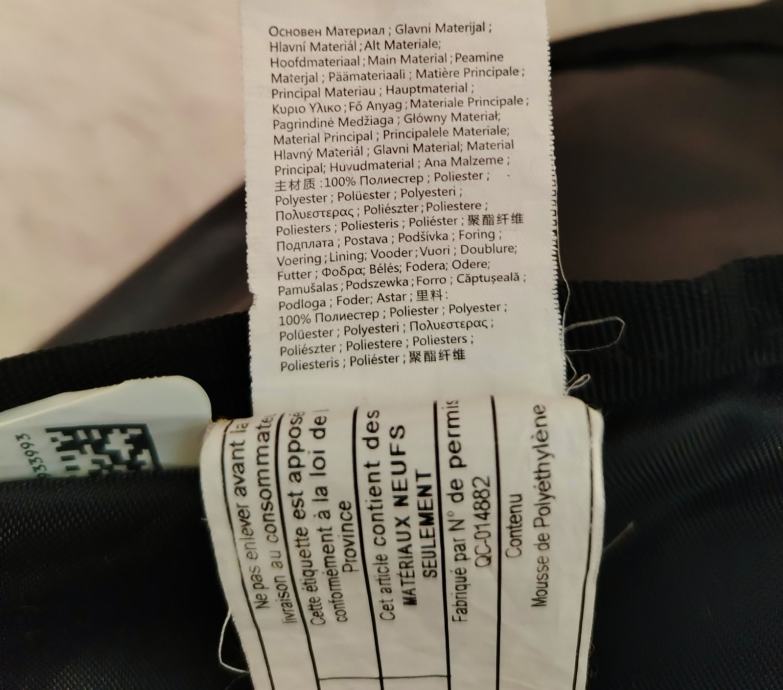 Основен Материал ; Glavni Materijal;
Hlavní Materiál ; Alt Materiale;
Hoofdmateriaal ; Main Material ; Peamine
Materjal ; Päämateriaali ; Matière Principale ;
Principal Materiau ; Hauptmaterial ;
Κυριο Υλικο ; Fő Anyag ; Materiale Principale ;
Pagrindinė Medžiaga ; Główny Materiał;
Material Principal ; Principalele Materiale;
Hlavný Materiál ; Glavni Material; Material
Principal; Huvudmaterial ; Ana Malzeme ;
主材质 :100% Полиестер ; Poliester ;
Polyester ; Polüester ; Polyesteri ;
Πολυεστερας ; Poliészter ; Poliestere ;
Poliesters ; Poliesteris ; Poliéster ; 聚酯纤维
Подплата ; Postava ; Podšívka ; Foring ;
Voering ; Lining; Vooder ; Vuori ; Doublure;
Futter ; Φοδρα; Bélés; Fodera; Odere;
Pamušalas ; Podszewka ; Forro ; Căptușeală ;
Podloga ; Foder; Astar ; 里料:
100% Полиестер ; Poliester ; Polyester ;
Polüester ; Polyesteri ; Πολυεστερας ;
Poliészter ; Poliestere ; Poliesters ;
Poliesteris ; Poliéster ; 聚酯纤维
93993
Ne pas enlever avant la
livraison au consommate
Cette étiquette est apposé
conformément à la loi de
Province
Cet article contient des
MATÉRIAUX NEUFS
SEULEMENT
Fabriqué par N° de permis
QC-014882
Contenu
Mousse de Polyéthylène